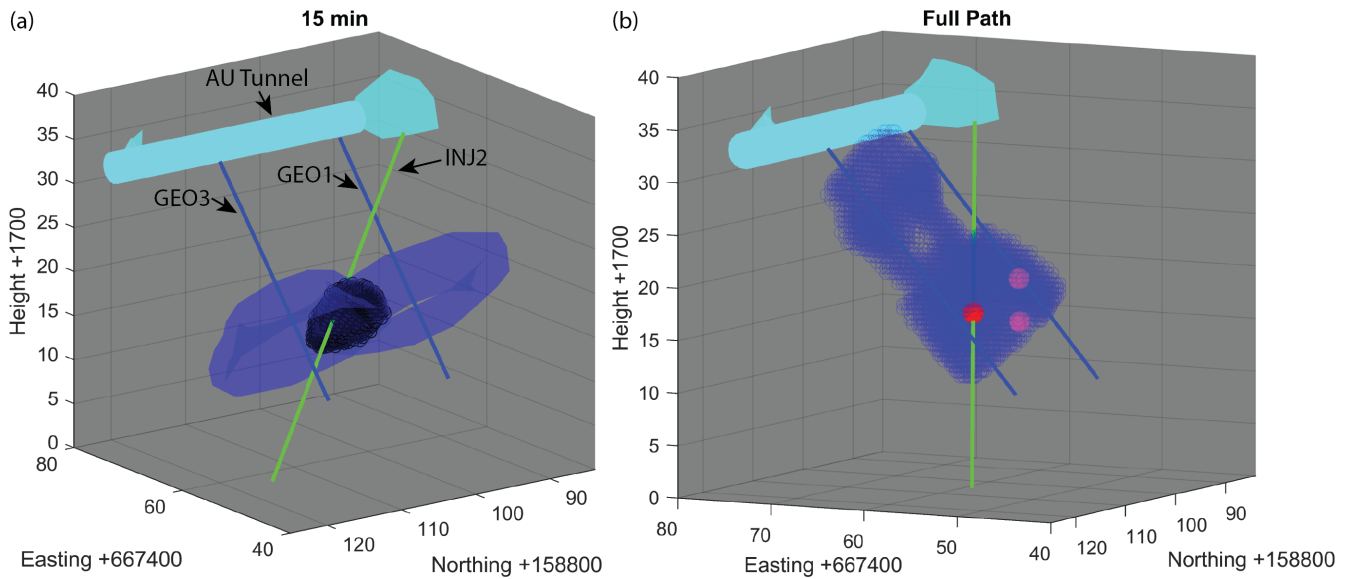 (a)
15 min
AU Tunnel
INJ2
GEO1
GEO3
Height +1700
40
35
30
25
20
15
10
5
0
80
60
40
Easting +667400
120
110
100
90
Northing +158800
(b)
Full Path
Height +1700
40
35
30
25
20
15
10
5
0
80
70
60
50
40
Easting +667400
120
110
100
90
Northing +158800